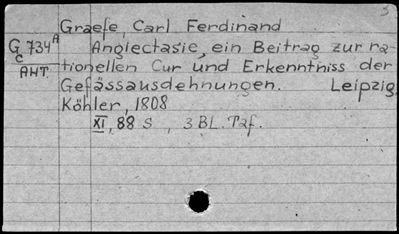 3
Graefe, Carl Ferdinand
G 734 A Angiectasie, ein Beitrag zur ra-
C tionellen Cur und Erkenntniss der
AHT. Gefässausdehnungen. Leipzig,
Köhler, 1808
XI, 88 S, 3 BL. Taf.